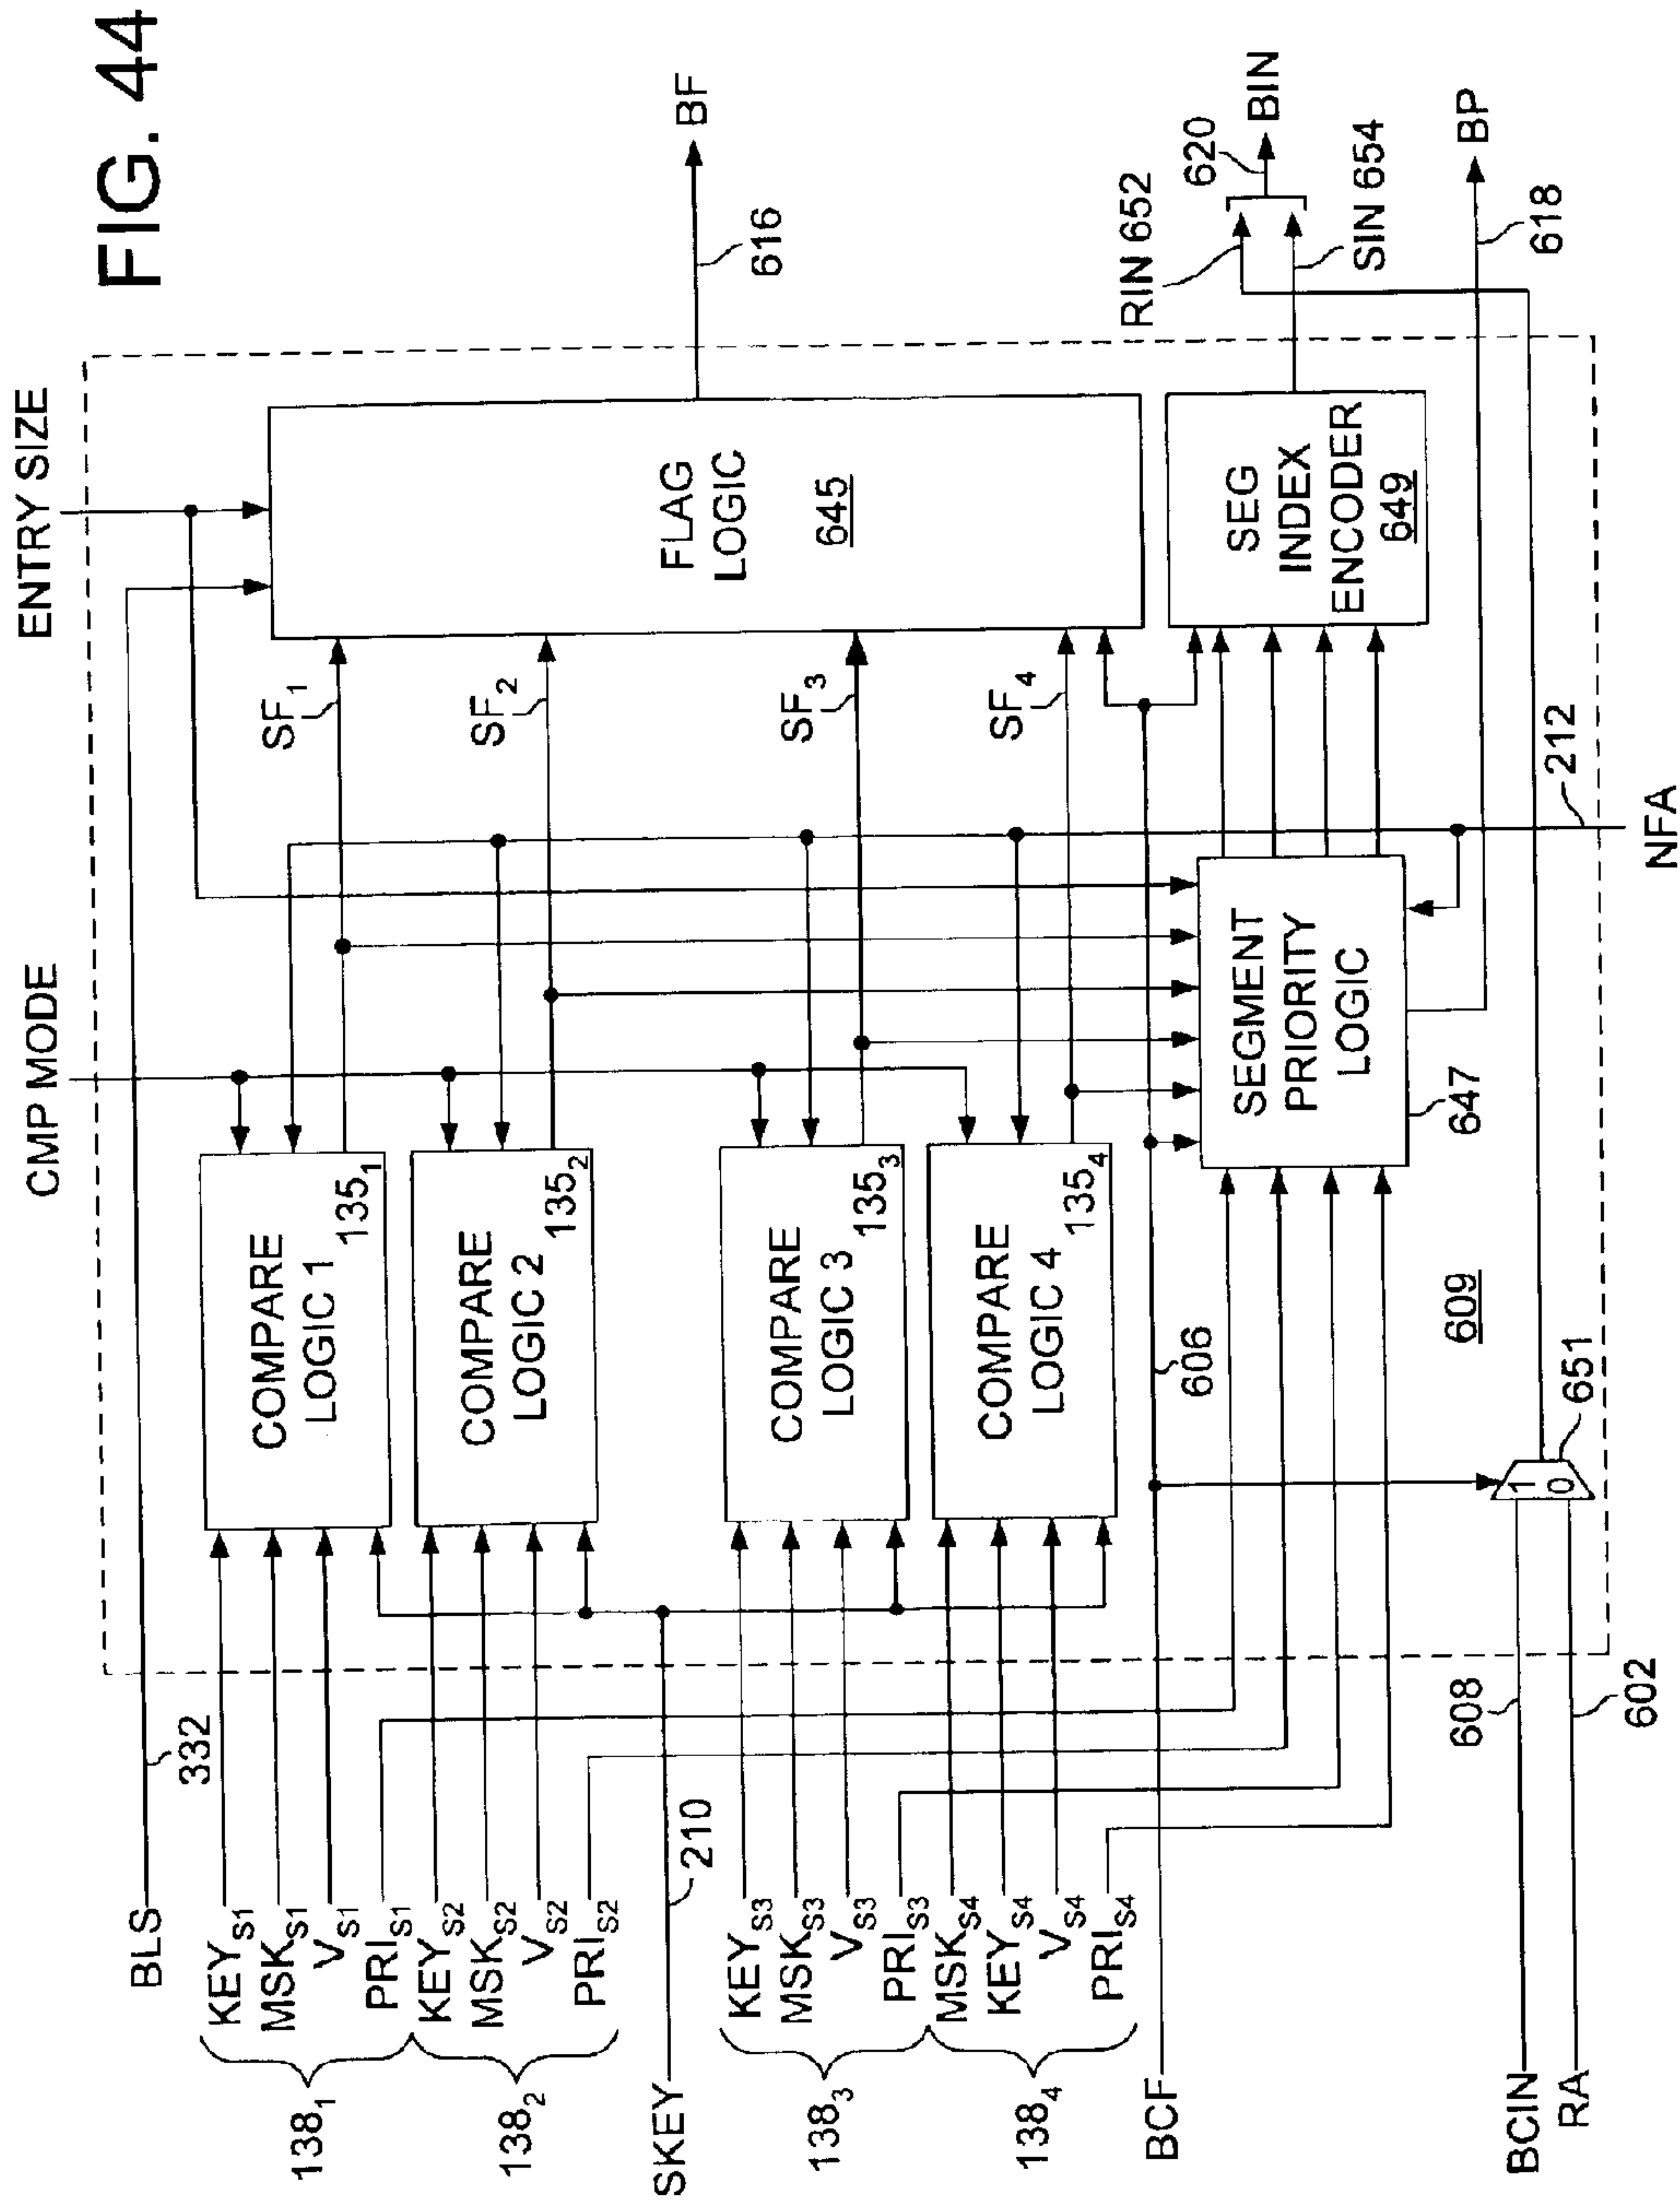 FIG. 44
ENTRY SIZE
CMP MODE
BLS
332
KEYS1
MSKS1
VS1
PRIS1
1381
KEYS2
MSKS2
VS2
PRIS2
1382
SKEY
210
KEYS3
MSKS3
VS3
PRIS3
1383
MSKS4
KEYS4
VS4
PRIS4
1384
BCF
606
BCIN
608
RA
602
COMPARE
LOGIC 1
1351
COMPARE
LOGIC 2
1352
COMPARE
LOGIC 3
1353
COMPARE
LOGIC 4
1354
609
1
0
651
SEGMENT
PRIORITY
LOGIC
647
SF1
SF2
SF3
SF4
FLAG
LOGIC
645
SEG
INDEX
ENCODER
649
212
NFA
616
BF
RIN 652
620
BIN
SIN 654
618
BP